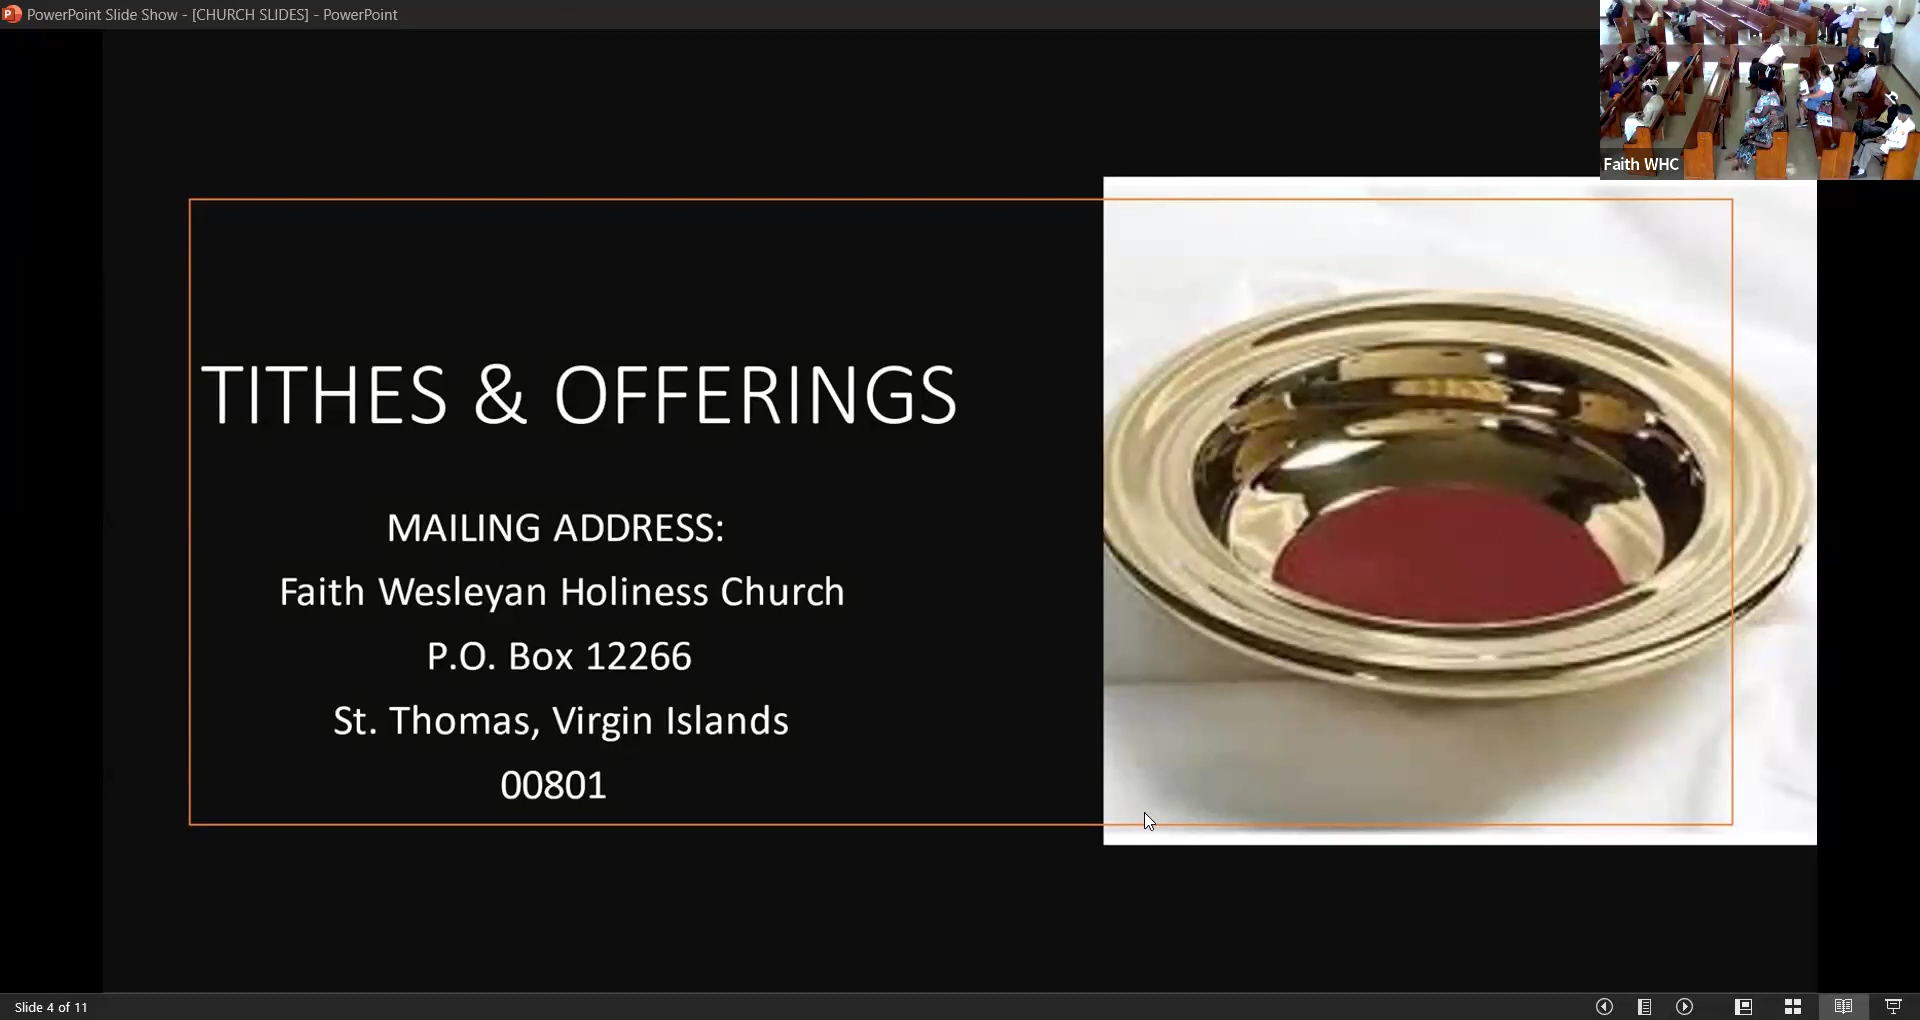 PowerPoint Slide Show - [CHURCH SLIDES] - PowerPoint
Faith WHC
TITHES & OFFERINGS
MAILING ADDRESS:
Faith Wesleyan Holiness Church
P.O. Box 12266
St. Thomas, Virgin Islands
00801
Slide 4 of 11